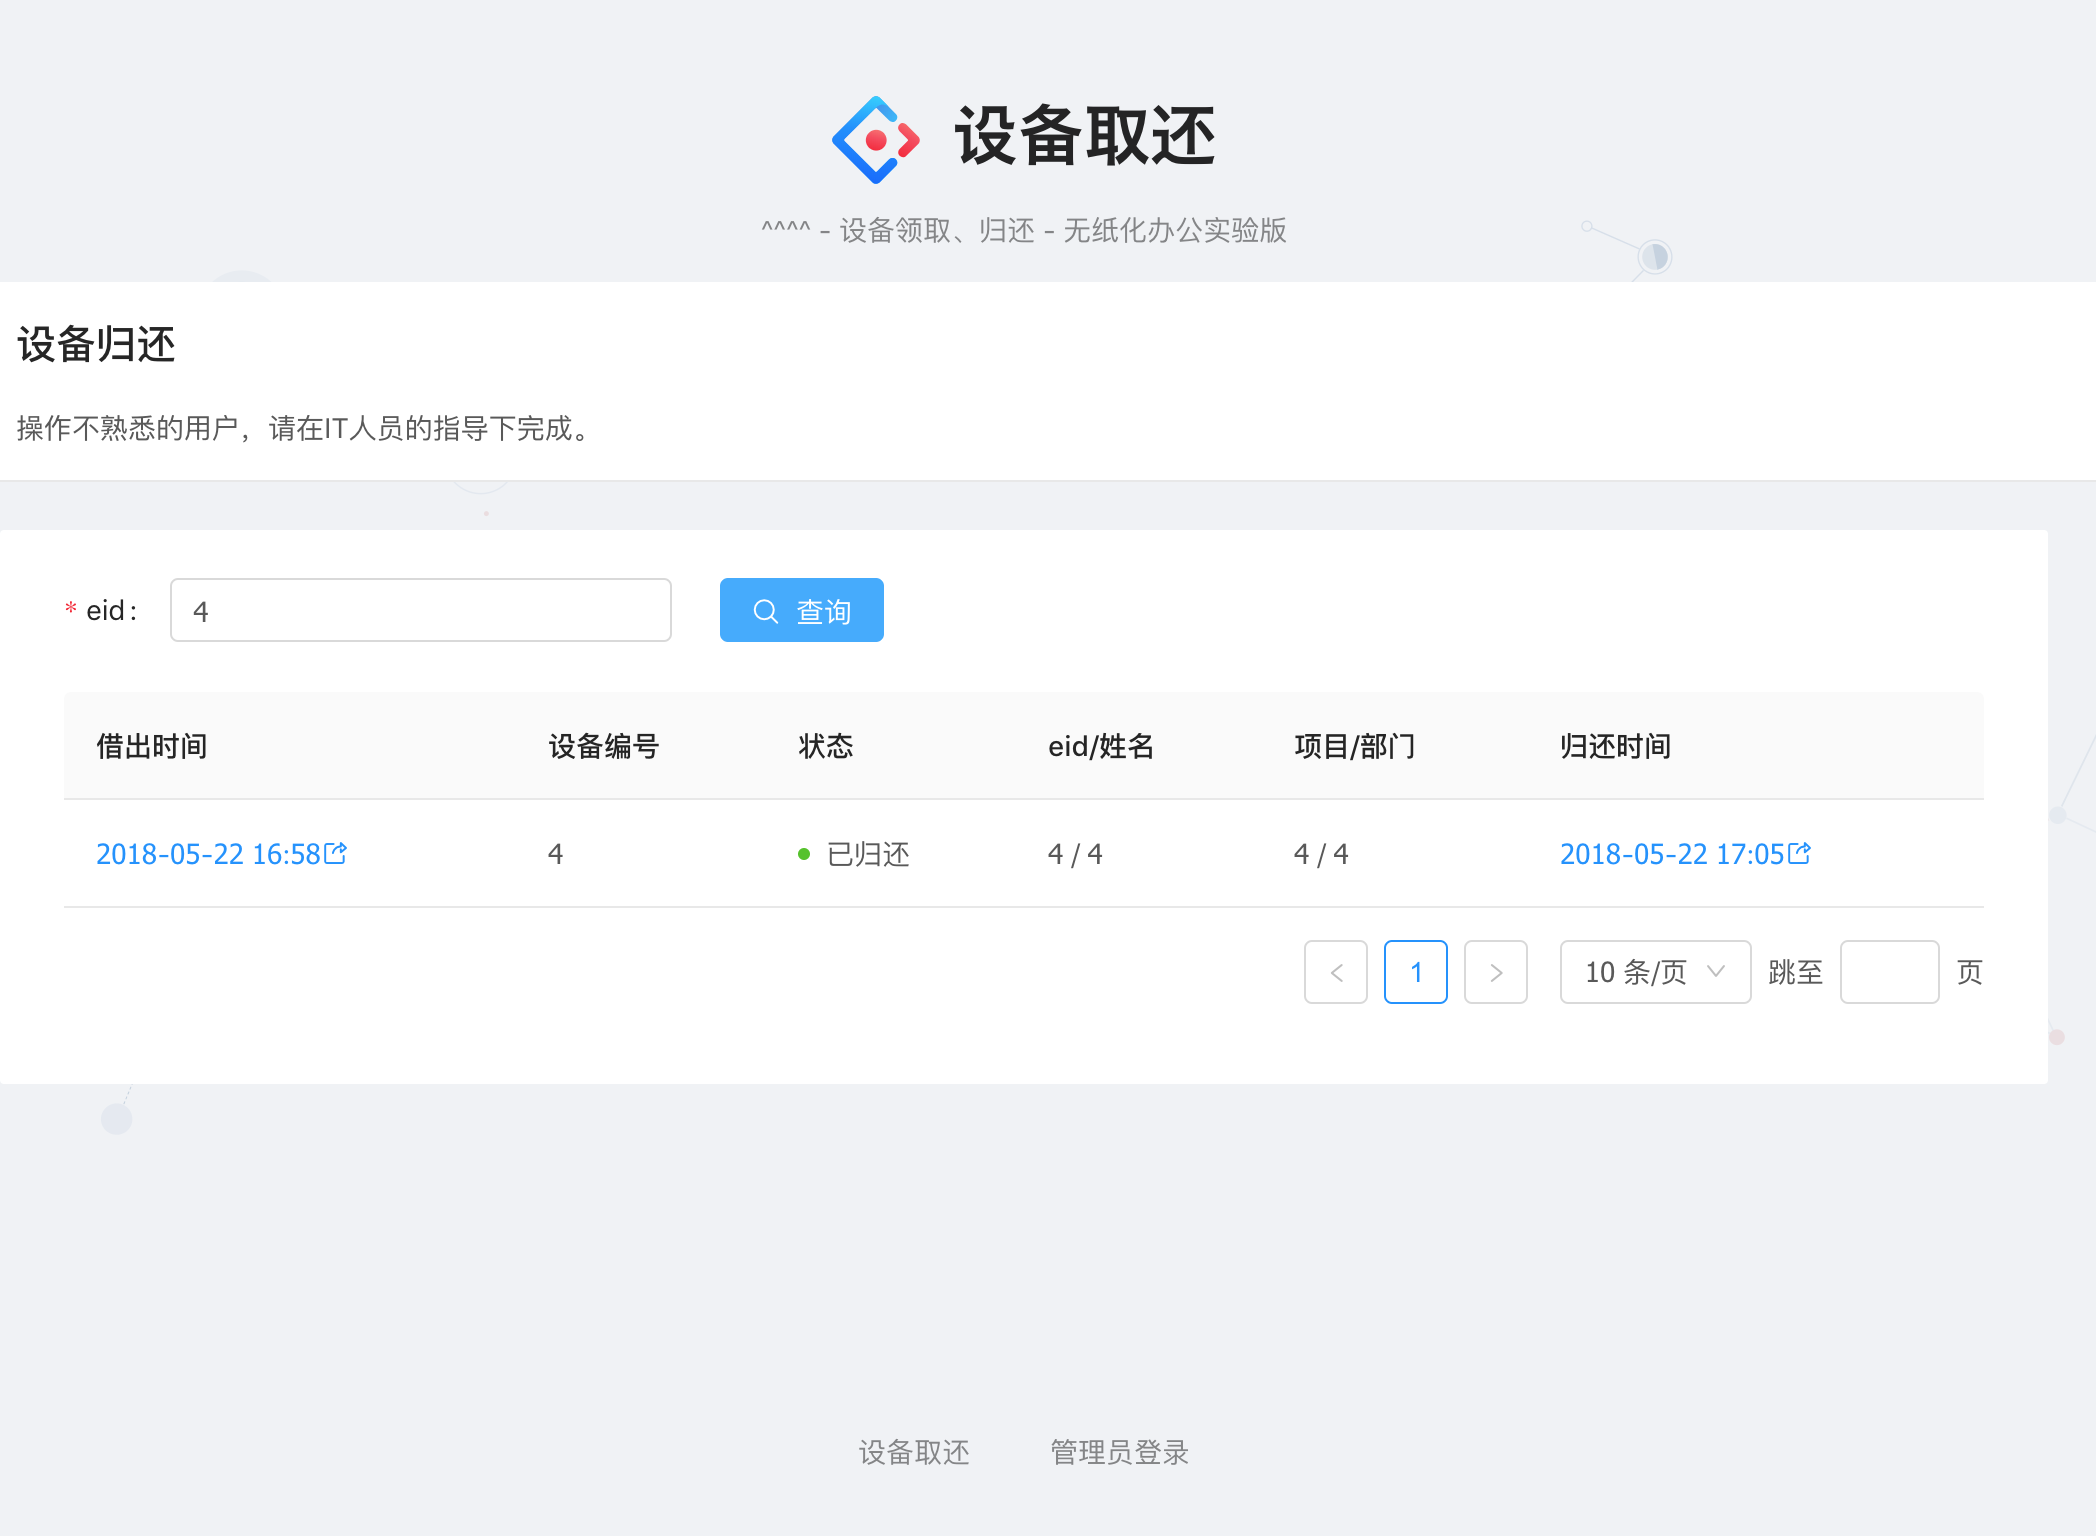 设备取还
^^^^ - 设备领取、归还 - 无纸化办公实验版
设备归还
操作不熟悉的用户，请在IT人员的指导下完成。
* eid: 4 查询
借出时间 设备编号 状态 eid/姓名 项目/部门 归还时间
2018-05-22 16:58 4 已归还 4 / 4 4 / 4 2018-05-22 17:05
< 1 > 10 条/页 跳至 页
设备取还 管理员登录